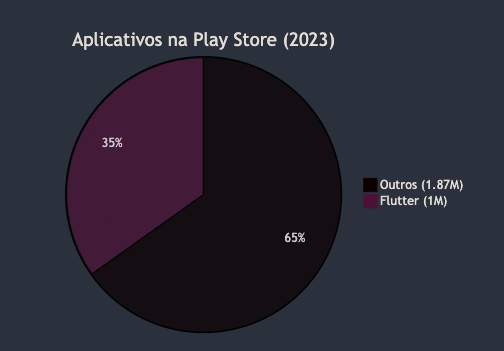 Aplicativos na Play Store (2023)
35%
65%
Outros (1.87M)
Flutter (1M)